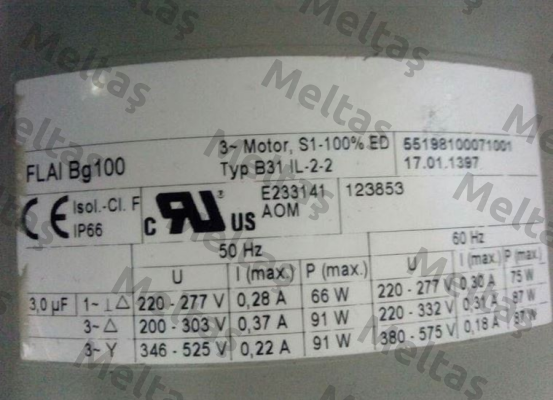 3~ Motor, S1-100% ED 55198100071001
FLAI Bg100 Typ B31 IL-2-2 17.01.1397
CE Isol.-Cl. F IP66 c RU US E233141 AOM 123853
50 Hz 60 Hz
U I (max.) P (max.) U I (max.) P (max.)
3,0 µF 1~ ⊥ △ 220 - 277 V 0,28 A 66 W 220 - 277 V 0,30 A 75 W
3~ △ 200 - 303 V 0,37 A 91 W 220 - 332 V 0,31 A 87 W
3~ Y 346 - 525 V 0,22 A 91 W 380 - 575 V 0,18 A 87 W
Meltaş